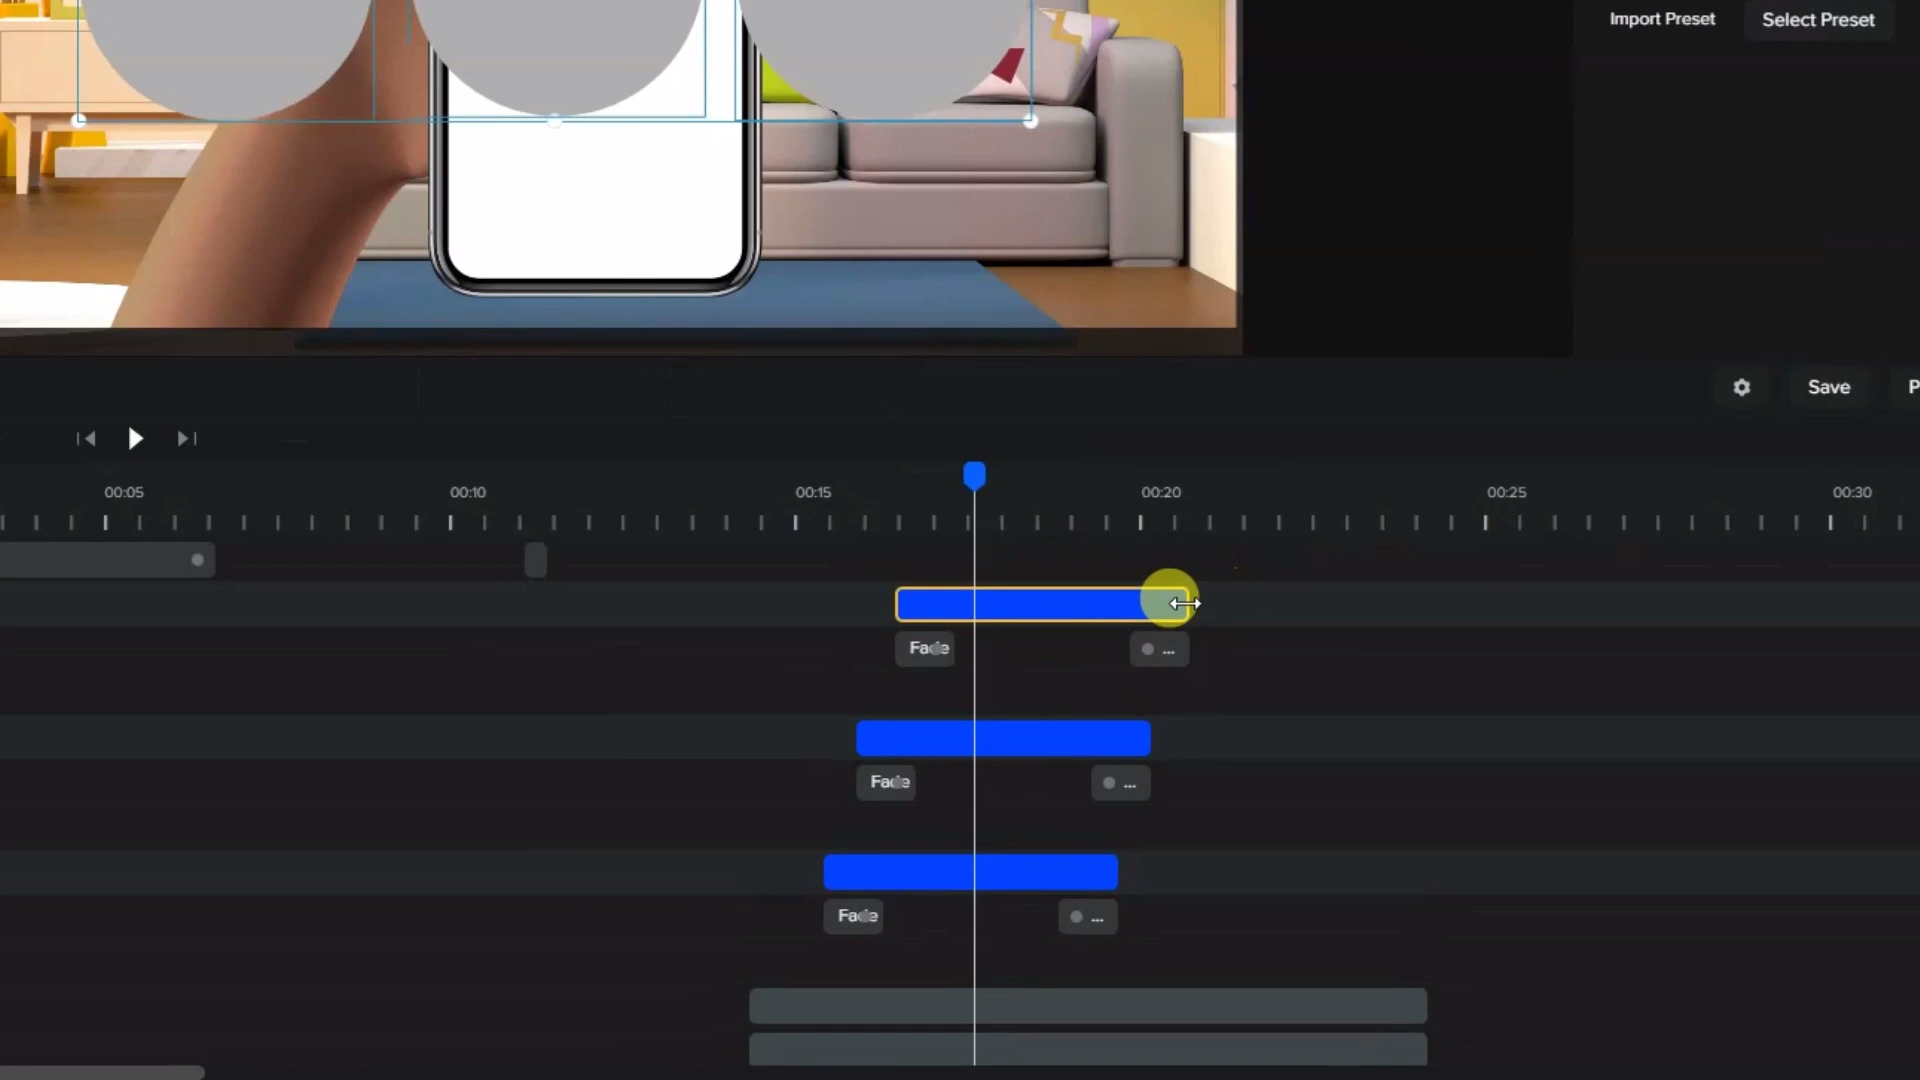 Import Preset
Select Preset
Save
P
00:05
00:10
00:15
00:20
00:25
00:30
Fade
...
Fade
...
Fade
...